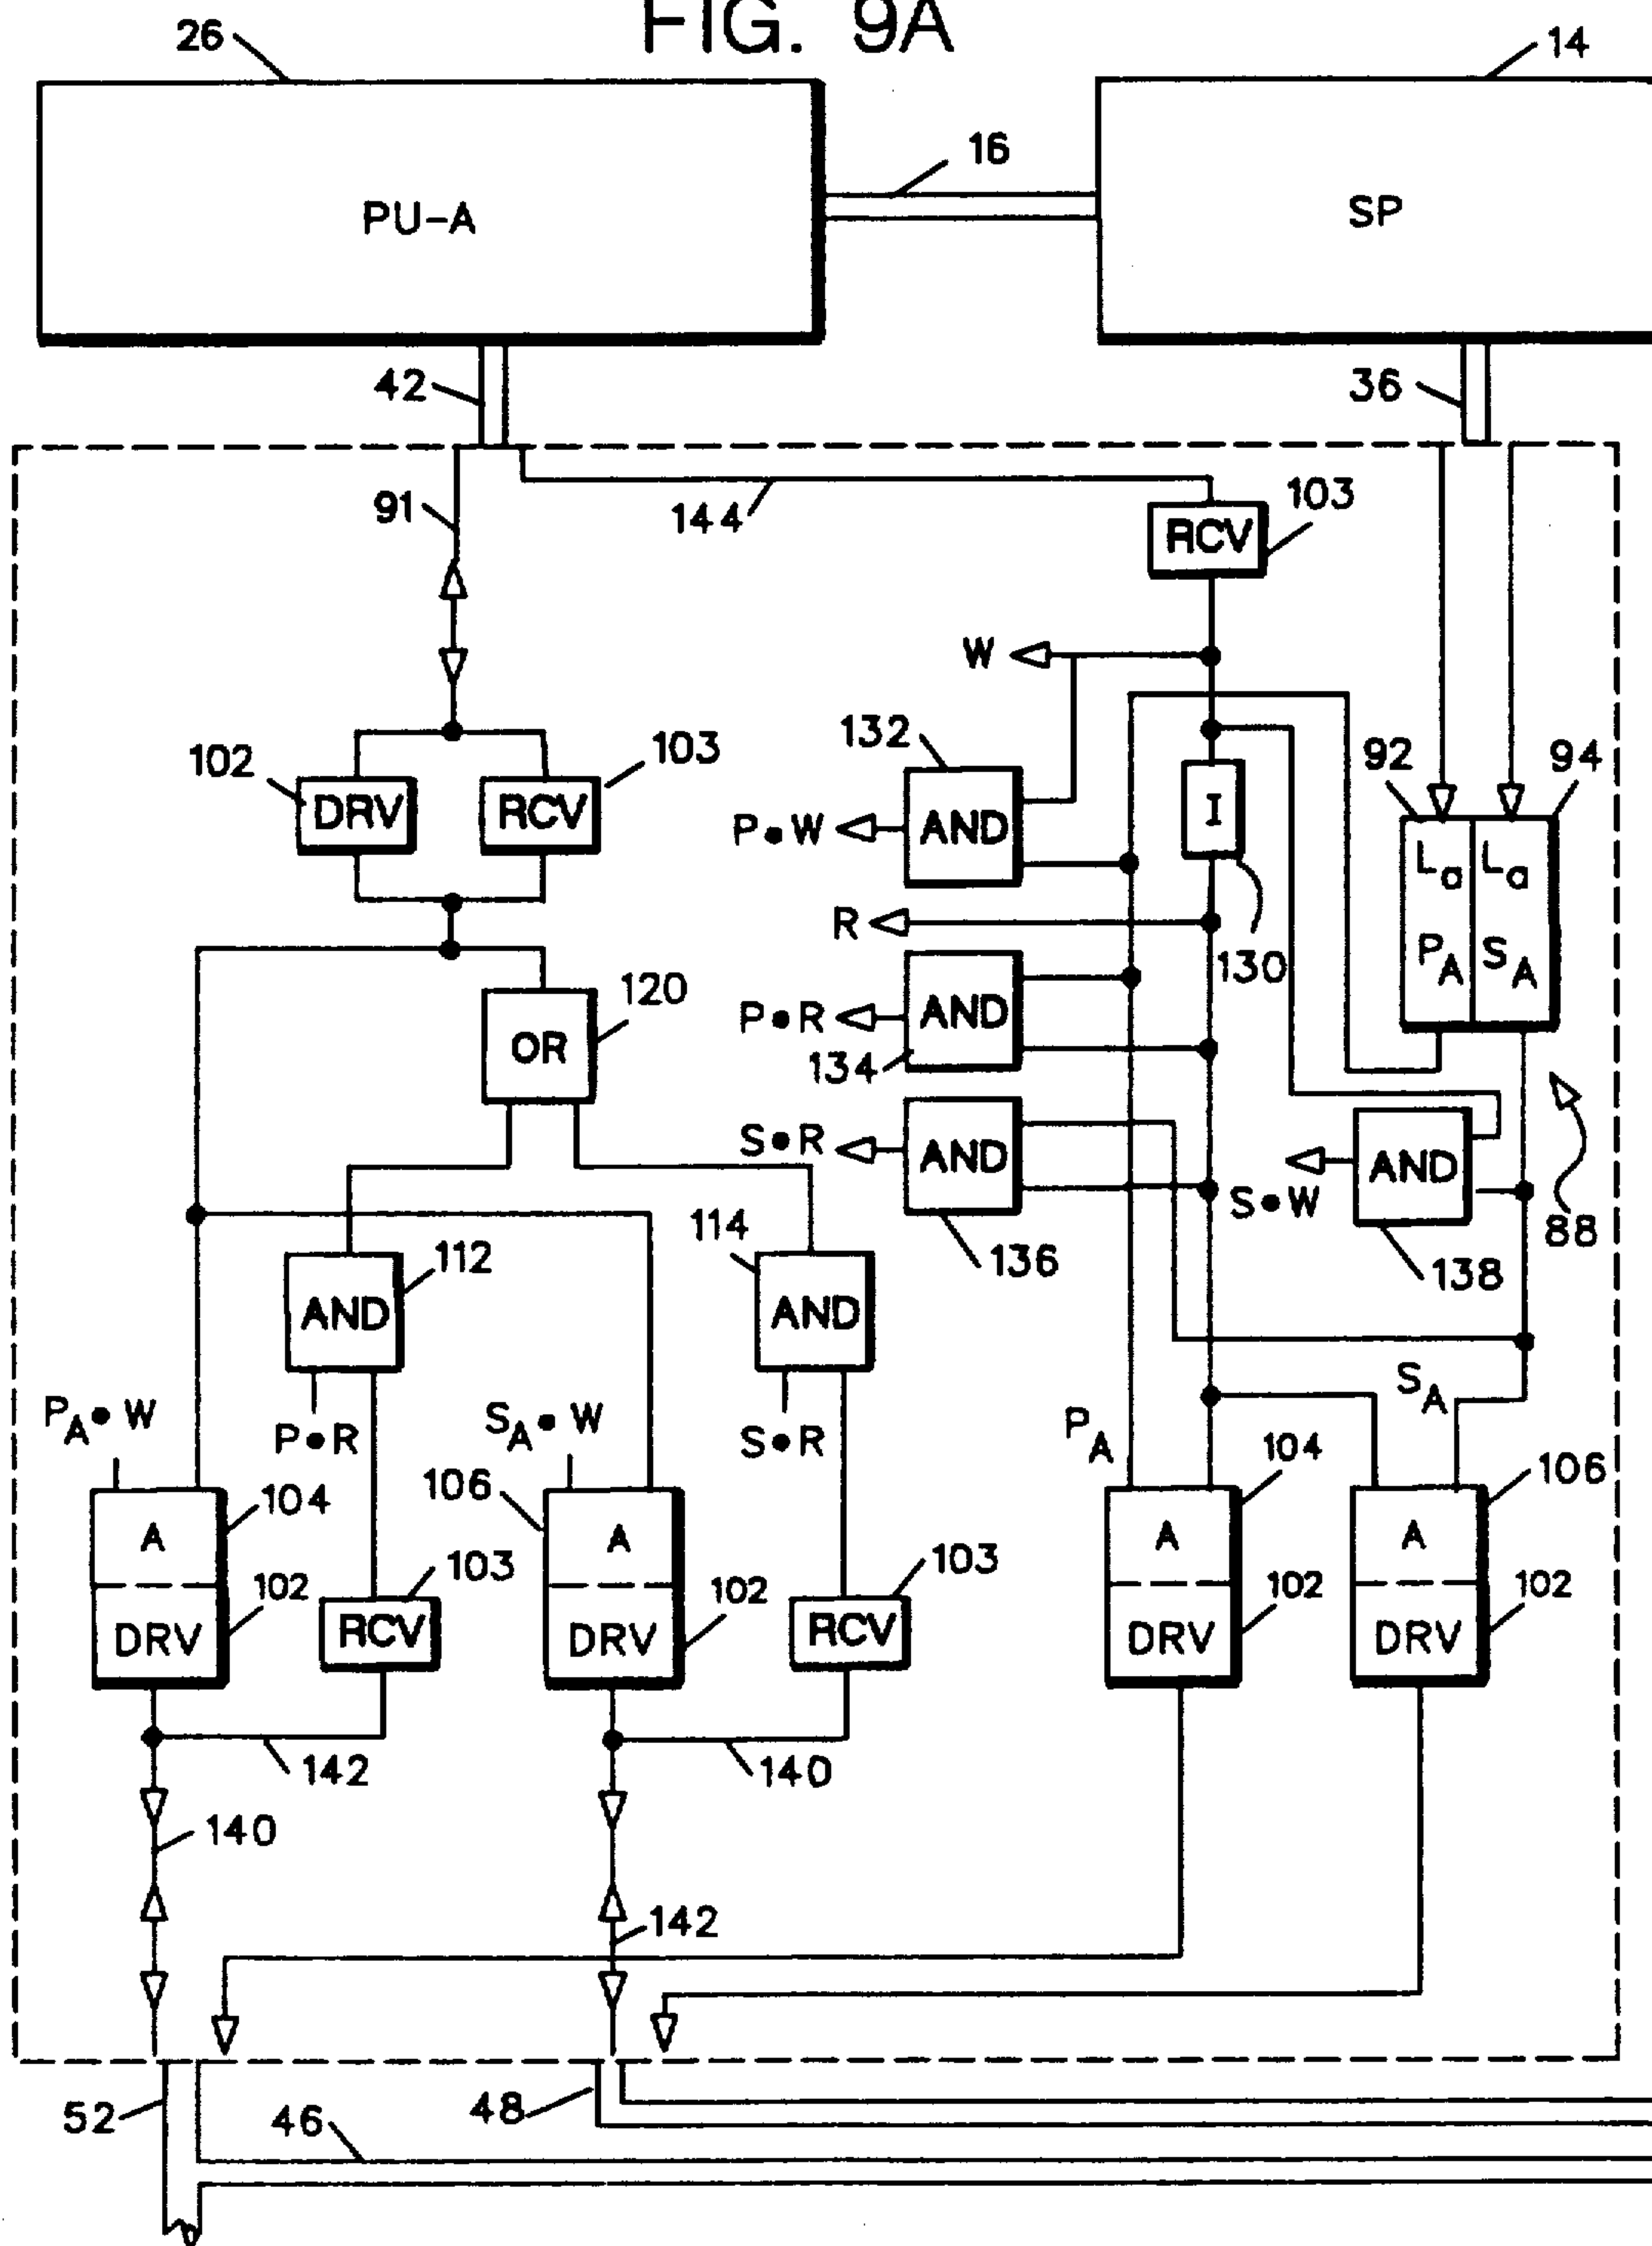 FIG. 9A
26
14
16
PU-A
SP
42
36
91
144
103
RCV
W
132
92
94
102
103
DRV
RCV
P●W
AND
I
La
La
R
130
PA
SA
120
P●R
AND
OR
134
S●R
AND
AND
S●W
88
114
136
138
112
AND
AND
PA●W
SA●W
SA
P●R
S●R
PA
104
106
104
106
A
A
A
A
103
103
102
102
102
102
DRV
RCV
DRV
RCV
DRV
DRV
142
140
140
142
52
48
46